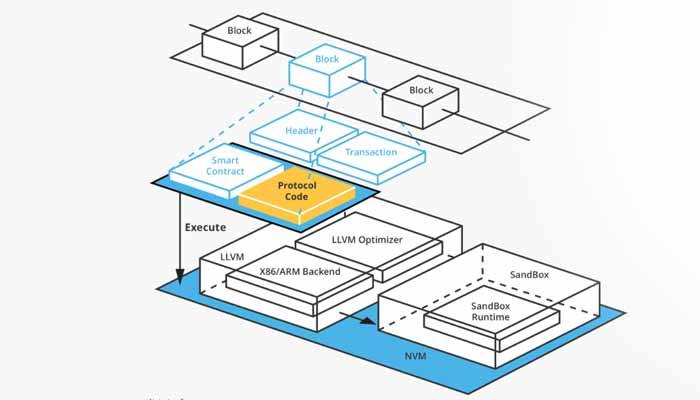 Block
Block
Block
Header
Transaction
Smart
Contract
Protocol
Code
Execute
LLVM Optimizer
LLVM
X86/ARM Backend
SandBox
SandBox
Runtime
NVM